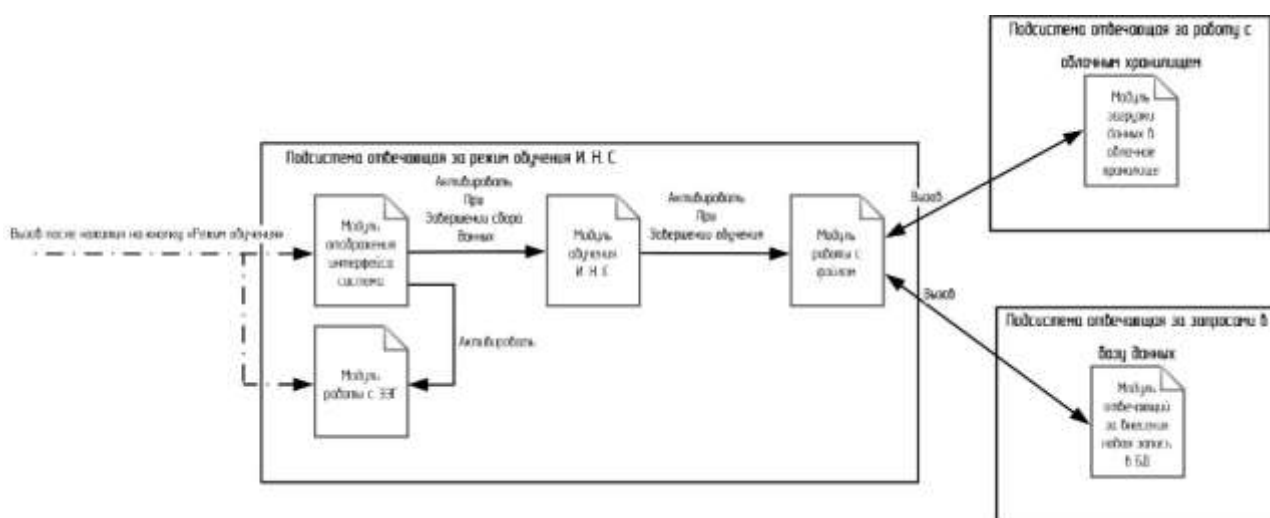 Подсистема отвечающая за работу с
облачным хранилищем
Модуль
загрузки
данных в
облачное
хранилище
Подсистема отвечающая за режим обучения И. Н. С.
Активировать
При
Завершении сбора
Данных
Активировать
При
Завершении обучения
Вызов
Вызов после нажатия на кнопку «Режим обучения»
Модуль
отображения
интерфейса
системы
Модуль
обучения
И. Н. С.
Модуль
работы с
файлом
Вызов
Активировать
Модуль
работы с ЭЭГ
Подсистема отвечающая за запросами в
базу данных
Модуль
отвечающий
за внесения
новая запись
в БД